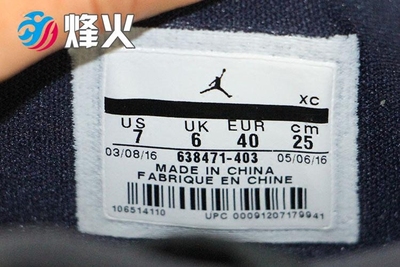 烽火
XC
US UK EUR cm
7 6 40 25
03/08/16 638471-403 05/06/16
MADE IN CHINA
FABRIQUE EN CHINE
106514110
UPC 00091207179941